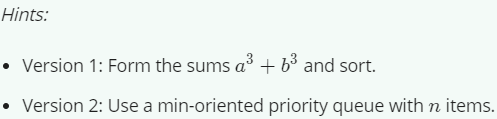 Hints:
• Version 1: Form the sums a³ + b³ and sort.
• Version 2: Use a min-oriented priority queue with n items.